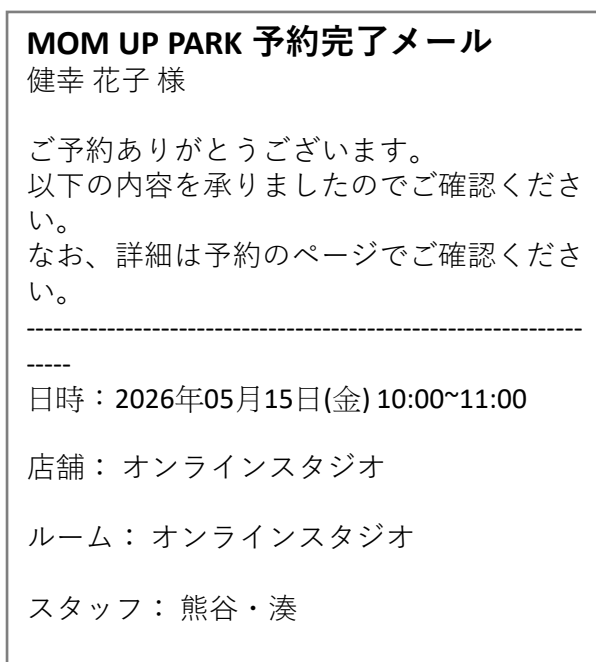 MOM UP PARK 予約完了メール
健幸 花子 様
ご予約ありがとうございます。
以下の内容を承りましたのでご確認くださ
い。
なお、詳細は予約のページでご確認くださ
い。
--------------------------------------------------------------
-----
日時：2026年05月15日(金) 10:00~11:00
店舗： オンラインスタジオ
ルーム： オンラインスタジオ
スタッフ： 熊谷・湊